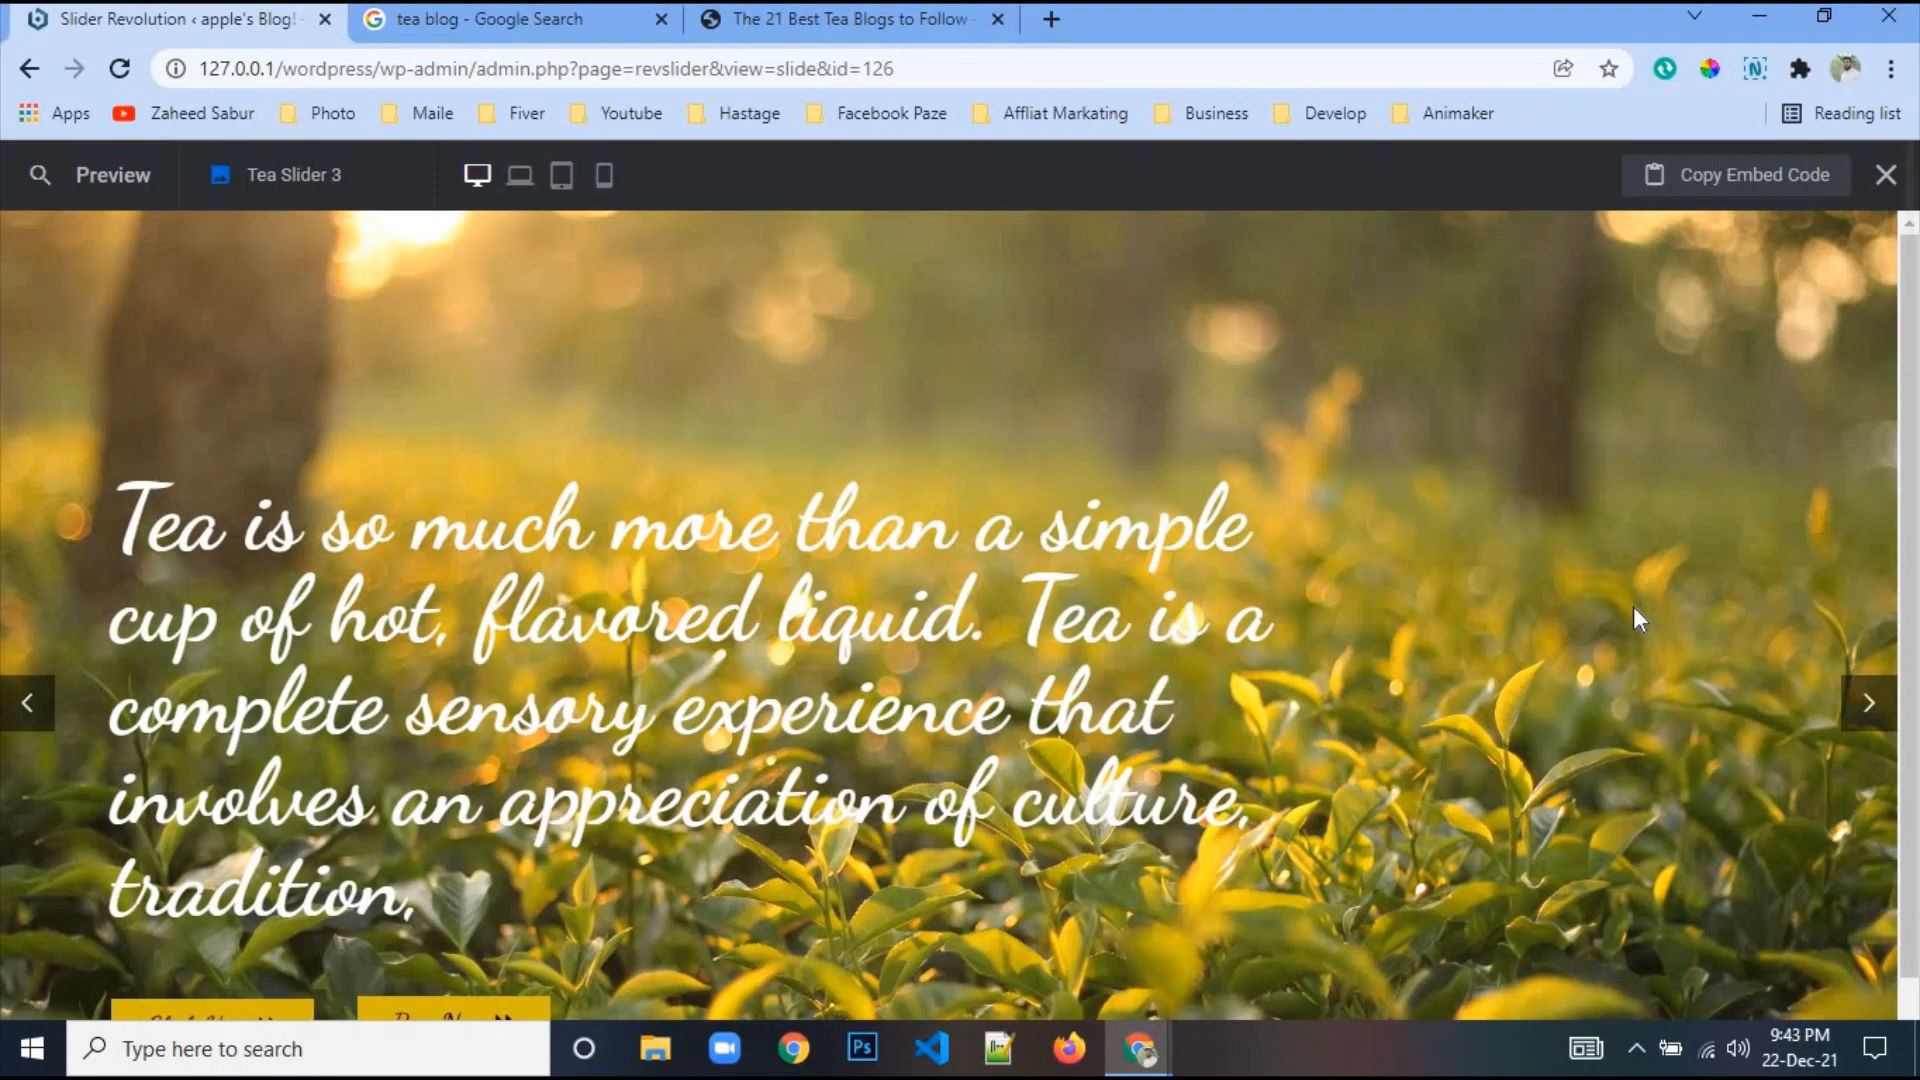 Slider Revolution ‹ apple's Blog!
tea blog - Google Search
The 21 Best Tea Blogs to Follow -
127.0.0.1/wordpress/wp-admin/admin.php?page=revslider&view=slide&id=126
Apps
Zaheed Sabur
Photo
Maile
Fiver
Youtube
Hastage
Facebook Paze
Affliat Markating
Business
Develop
Animaker
Reading list
Preview
Tea Slider 3
Copy Embed Code
Tea is so much more than a simple
cup of hot, flavored liquid. Tea is a
complete sensory experience that
involves an appreciation of culture,
tradition,
Type here to search
Ps
9:43 PM
22-Dec-21